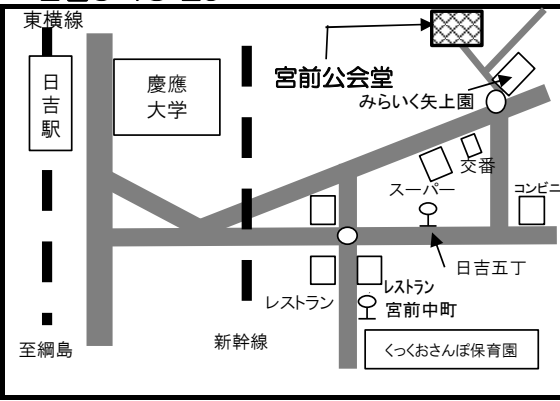 東横線
日吉駅
慶應
大学
宮前公会堂
みらいく矢上園
交番
スーパー
コンビニ
日吉五丁
レストラン
レストラン
宮前中町
新幹線
至綱島
くっくおさんぽ保育園